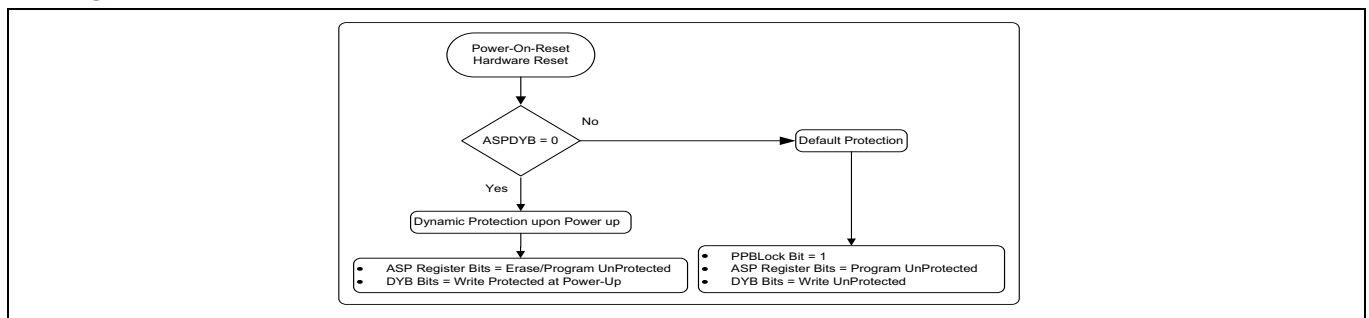 Power-On-Reset
Hardware Reset
No
ASPDYB = 0
Default Protection
Yes
Dynamic Protection upon Power up
• ASP Register Bits = Erase/Program UnProtected
• DYB Bits = Write Protected at Power-Up
• PPBLock Bit = 1
• ASP Register Bits = Program UnProtected
• DYB Bits = Write UnProtected